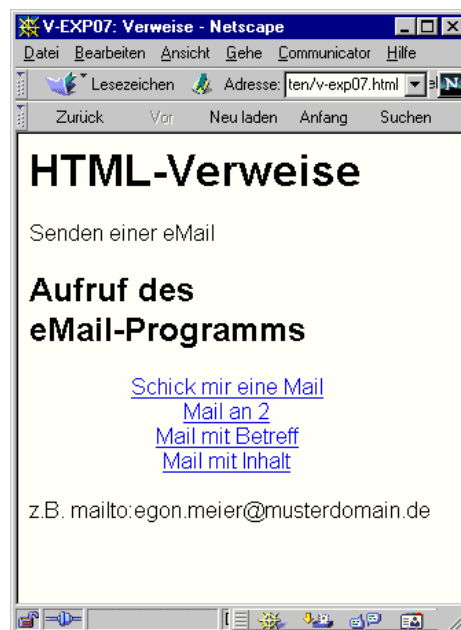 V-EXP07: Verweise - Netscape
Datei Bearbeiten Ansicht Gehe Communicator Hilfe
Lesezeichen Adresse: ten/v-exp07.html
Zurück Vor Neu laden Anfang Suchen
HTML-Verweise
Senden einer eMail
Aufruf des
eMail-Programms
Schick mir eine Mail
Mail an 2
Mail mit Betreff
Mail mit Inhalt
z.B. mailto:egon.meier@musterdomain.de